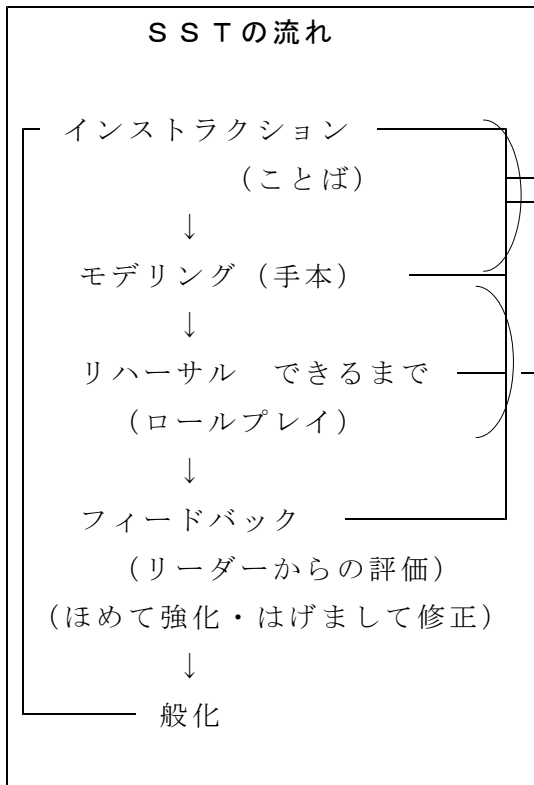 SSTの流れ
インストラクション
(ことば)
↓
モデリング(手本)
↓
リハーサル できるまで
(ロールプレイ)
↓
フィードバック
(リーダーからの評価)
(ほめて強化・はげまして修正)
↓
般化